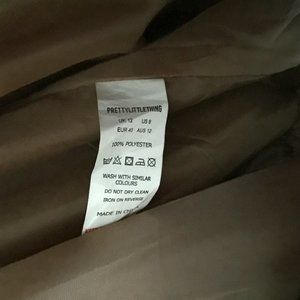 PRETTYLITTLETHING
UK 12 US 8
EUR 40 AUS 12
100% POLYESTER
WASH WITH SIMILAR
COLOURS
DO NOT DRY CLEAN
IRON ON REVERSE
MADE IN